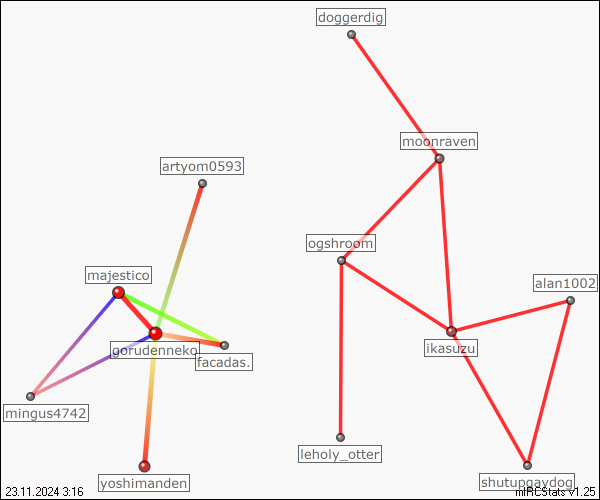 doggerdig
moonraven
artyom0593
ogshroom
majestico
alan1002
gorudenneko
ikasuzu
facadas.
mingus4742
leholy_otter
yoshimanden
shutupgaydog
23.11.2024 3:16
mIRCStats v1.25